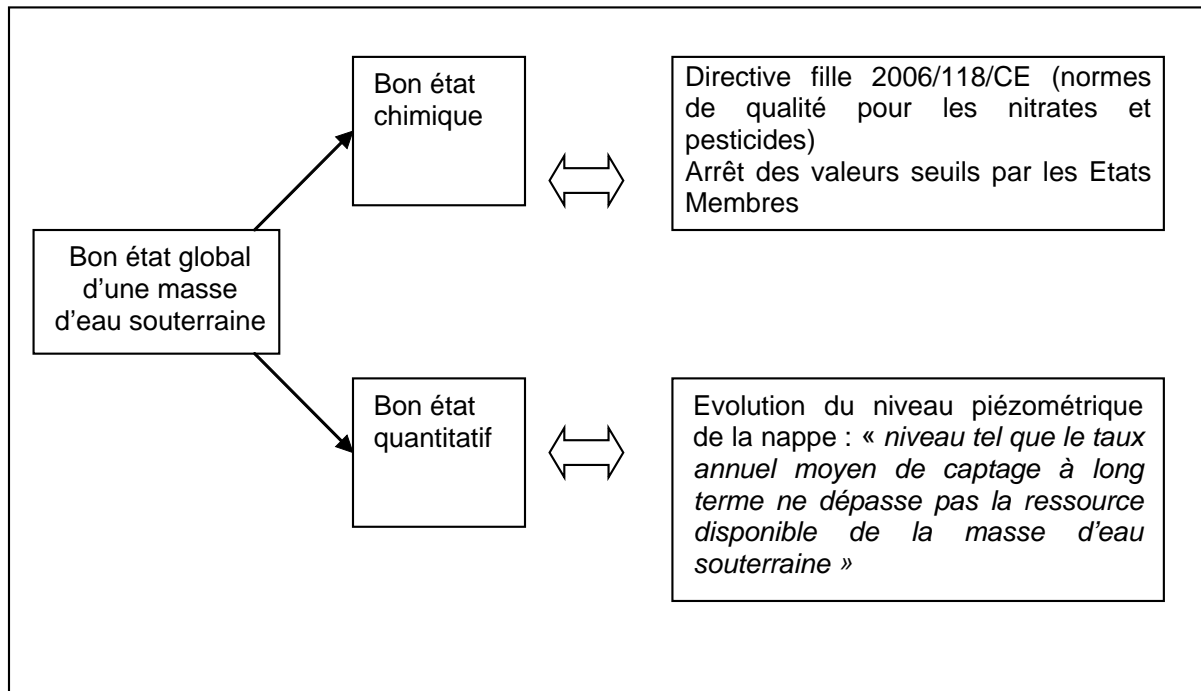 Bon état
chimique
Directive fille 2006/118/CE (normes
de qualité pour les nitrates et
pesticides)
Arrêt des valeurs seuils par les Etats
Membres
Bon état global
d'une masse
d'eau souterraine
Bon état
quantitatif
Evolution du niveau piézométrique
de la nappe : « niveau tel que le taux
annuel moyen de captage à long
terme ne dépasse pas la ressource
disponible de la masse d'eau
souterraine »